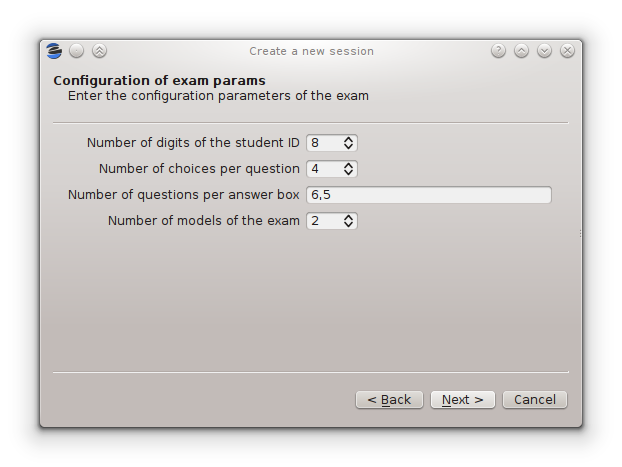 Create a new session
Configuration of exam params
Enter the configuration parameters of the exam
Number of digits of the student ID 8
Number of choices per question 4
Number of questions per answer box 6,5
Number of models of the exam 2
< Back Next > Cancel